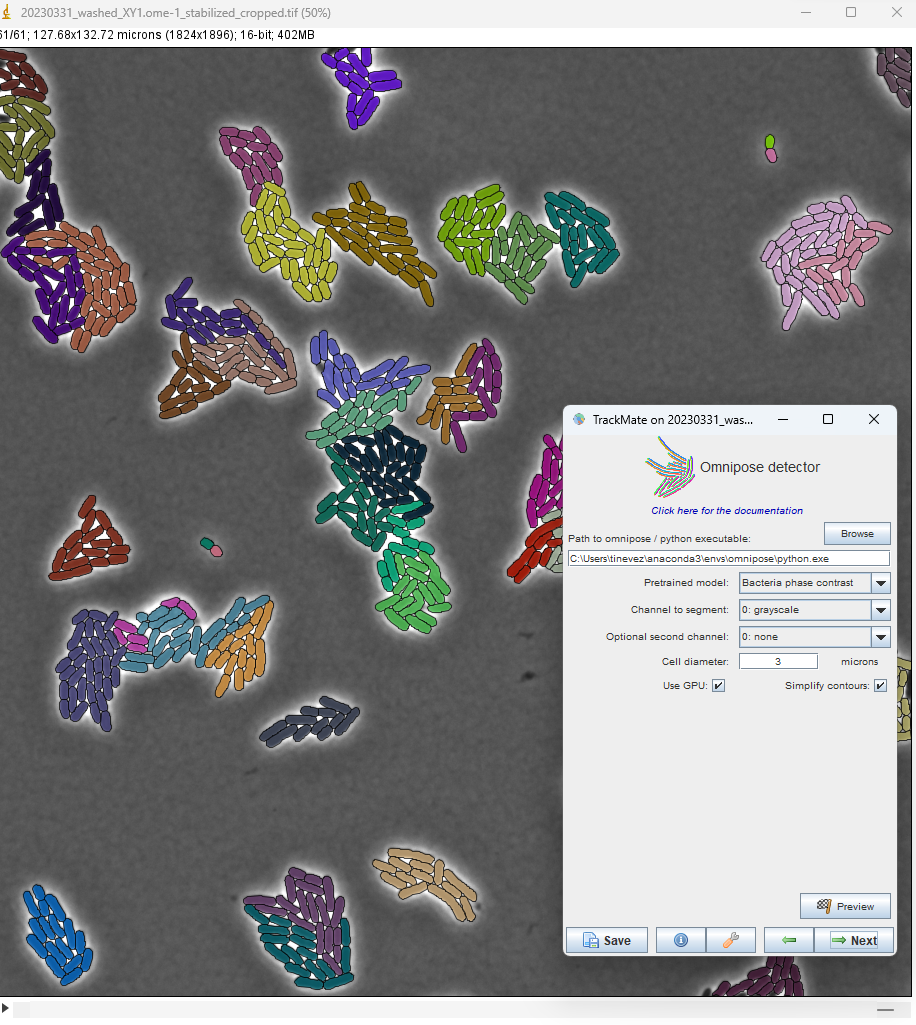 20230331_washed_XY1.ome-1_stabilized_cropped.tif (50%)
61/61; 127.68x132.72 microns (1824x1896); 16-bit; 402MB
TrackMate on 20230331_was...
Omnipose detector
Click here for the documentation
Path to omnipose / python executable:
Browse
C:\Users\tinevez\anaconda3\envs\omnipose\python.exe
Pretrained model: Bacteria phase contrast
Channel to segment: 0: grayscale
Optional second channel: 0: none
Cell diameter: 3 microns
Use GPU: Simplify contours:
Preview
Save Next